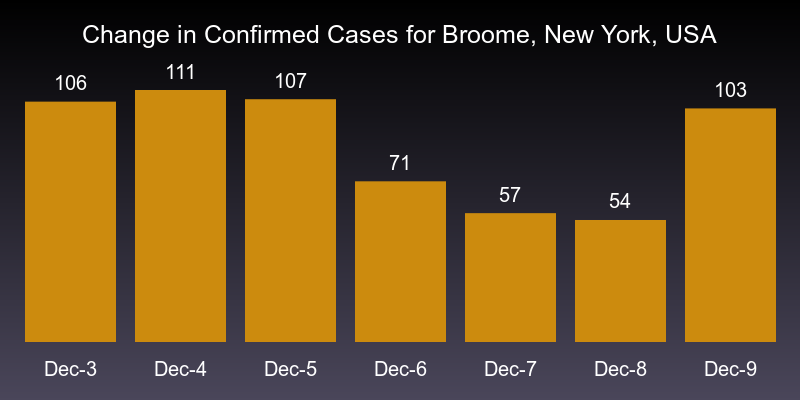 Change in Confirmed Cases for Broome, New York, USA
106 111 107 71 57 54 103
Dec-3 Dec-4 Dec-5 Dec-6 Dec-7 Dec-8 Dec-9